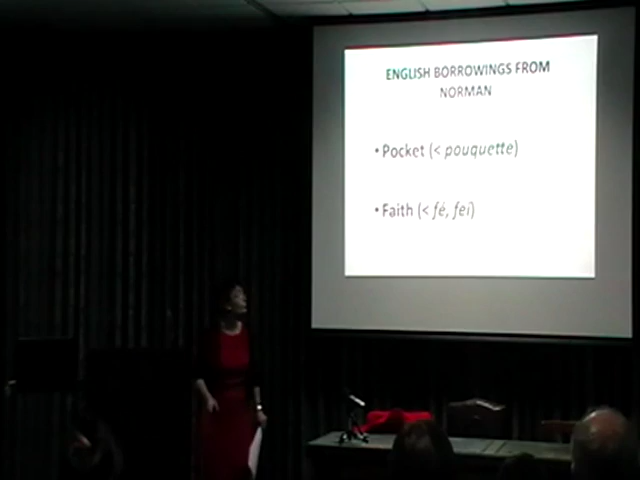 ENGLISH BORROWINGS FROM
NORMAN
• Pocket (< pouquette)
• Faith (< fé, fei)